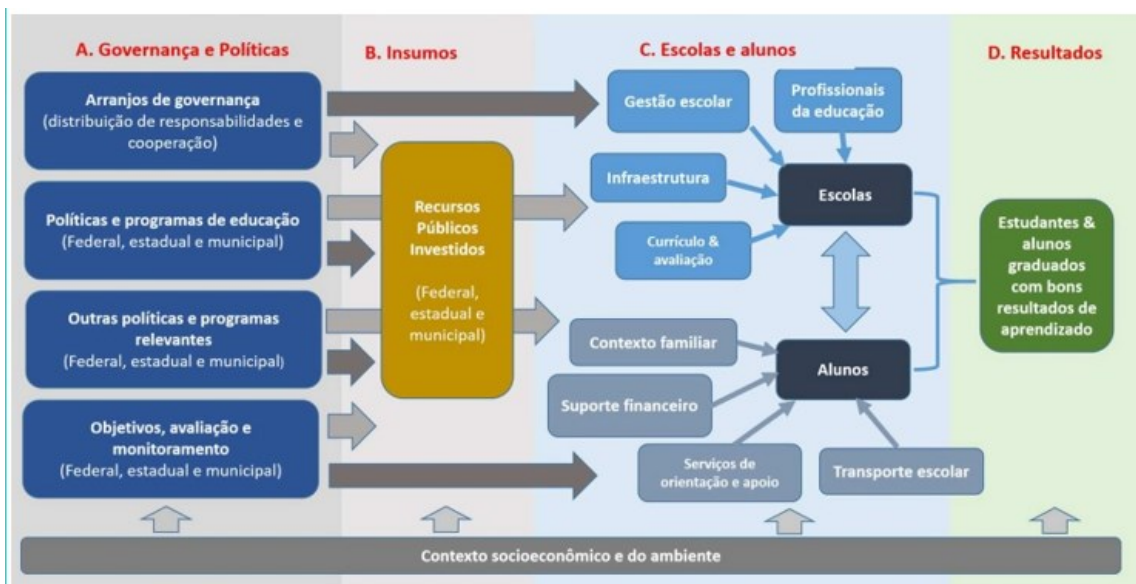 A. Governança e Políticas
Arranjos de governança
(distribuição de responsabilidades e
cooperação)
Políticas e programas de educação
(Federal, estadual e municipal)
Outras políticas e programas
relevantes
(Federal, estadual e municipal)
Objetivos, avaliação e
monitoramento
(Federal, estadual e municipal)
B. Insumos
Recursos
Públicos
Investidos
(Federal,
estadual e
municipal)
C. Escolas e alunos
Gestão escolar
Profissionais
da educação
Infraestrutura
Escolas
Currículo &
avaliação
Contexto familiar
Alunos
Suporte financeiro
Serviços de
orientação e apoio
Transporte escolar
D. Resultados
Estudantes &
alunos
graduados
com bons
resultados de
aprendizado
Contexto socioeconômico e do ambiente